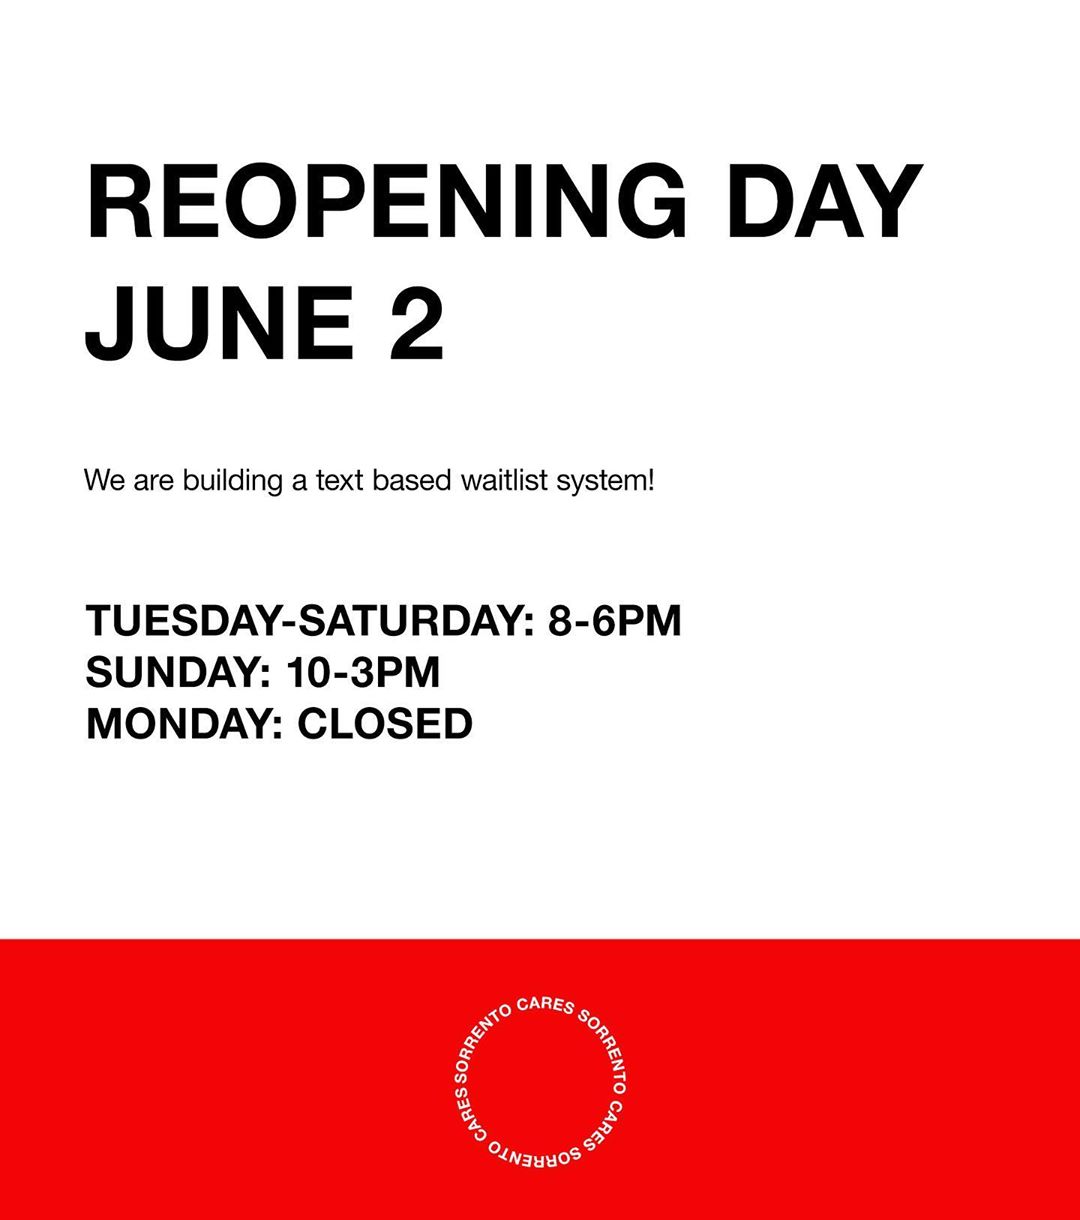 REOPENING DAY
JUNE 2
We are building a text based waitlist system!
TUESDAY-SATURDAY: 8-6PM
SUNDAY: 10-3PM
MONDAY: CLOSED
SORRENTO CARES SORRENTO CARES SORRENTO CARES